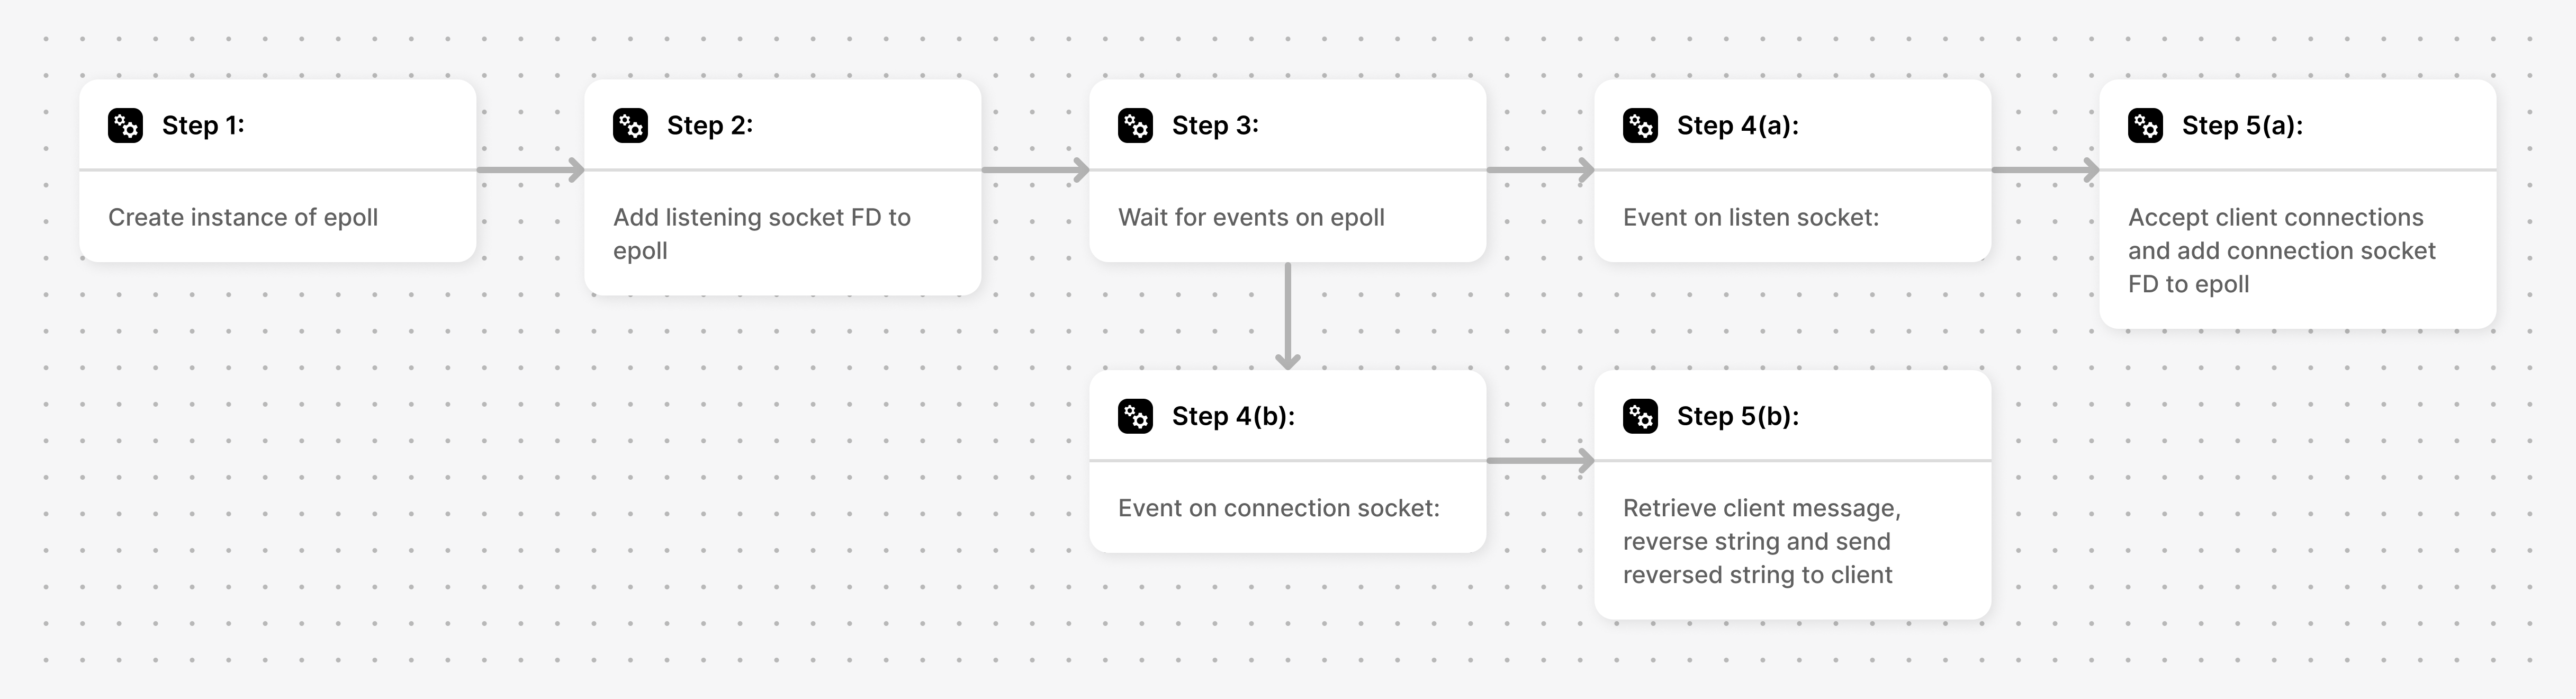 Step 1:
Create instance of epoll
Step 2:
Add listening socket FD to
epoll
Step 3:
Wait for events on epoll
Step 4(a):
Event on listen socket:
Step 5(a):
Accept client connections
and add connection socket
FD to epoll
Step 4(b):
Event on connection socket:
Step 5(b):
Retrieve client message,
reverse string and send
reversed string to client